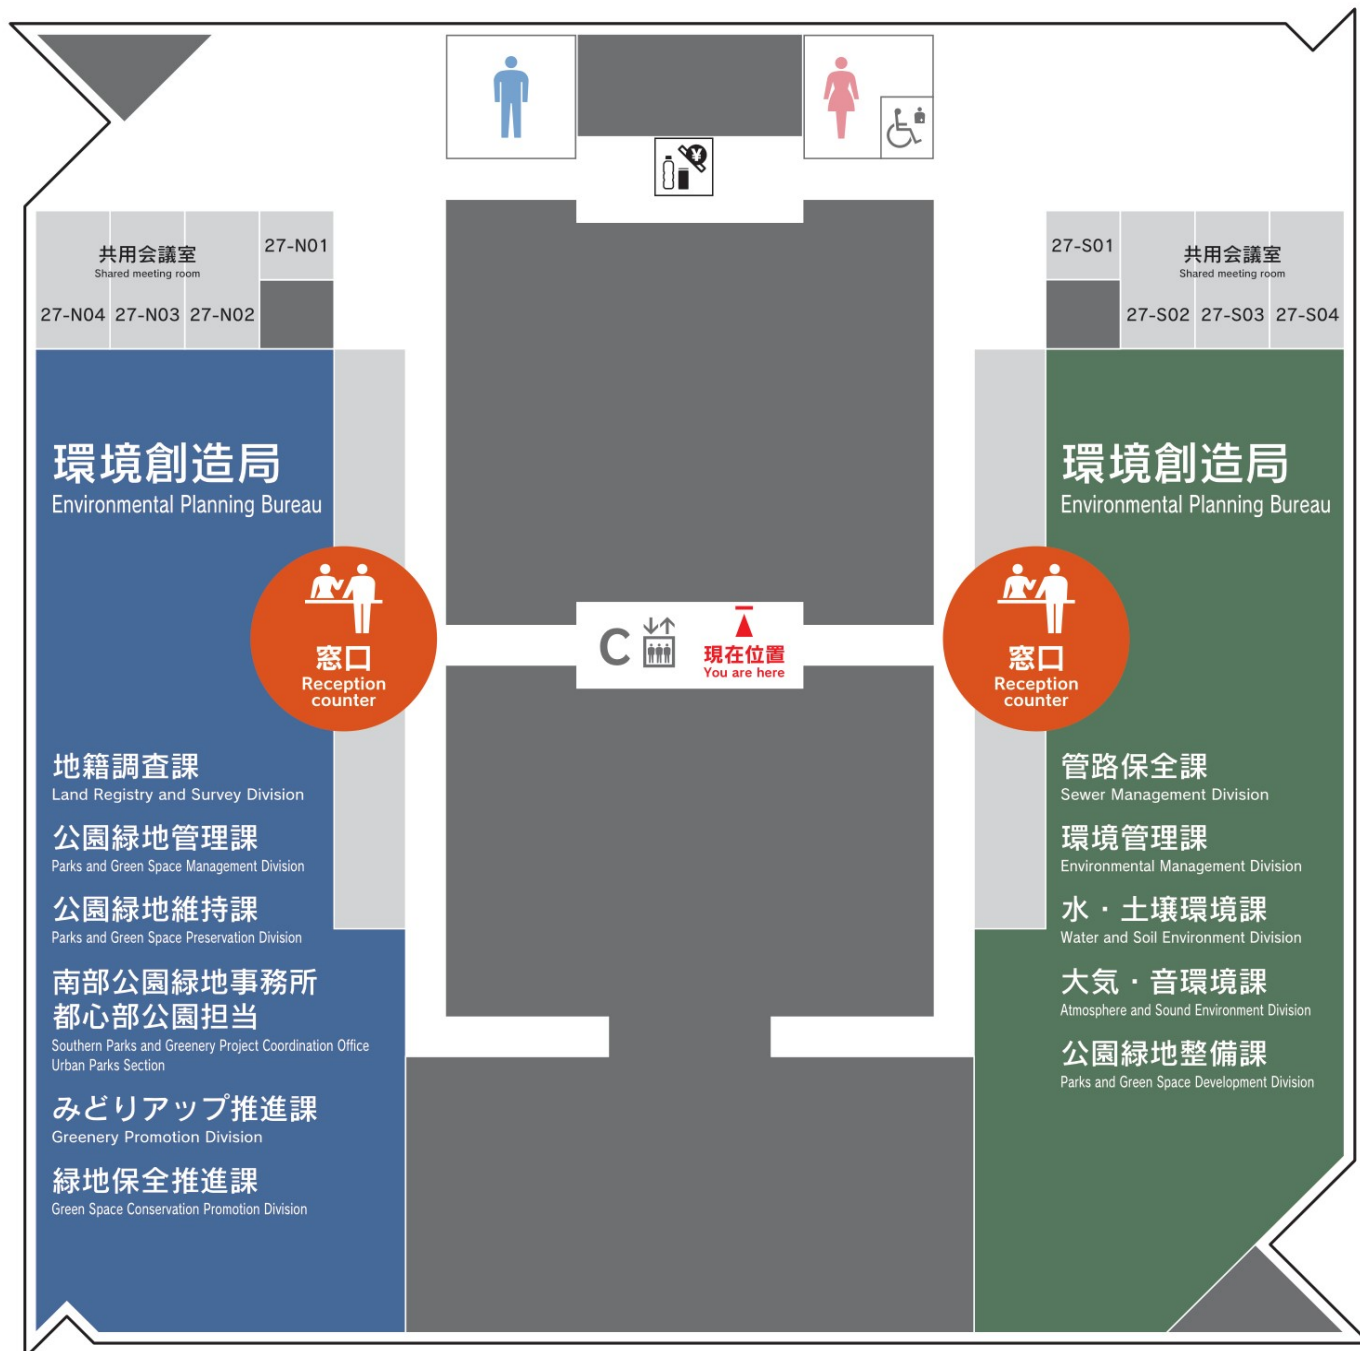 27-N01
共用会議室
Shared meeting room
27-N04 27-N03 27-N02
27-S01
共用会議室
Shared meeting room
27-S02 27-S03 27-S04
環境創造局
Environmental Planning Bureau
窓口
Reception
counter
地籍調査課
Land Registry and Survey Division
公園緑地管理課
Parks and Green Space Management Division
公園緑地維持課
Parks and Green Space Preservation Division
南部公園緑地事務所
都心部公園担当
Southern Parks and Greenery Project Coordination Office
Urban Parks Section
みどりアップ推進課
Greenery Promotion Division
緑地保全推進課
Green Space Conservation Promotion Division
¥
C
現在位置
You are here
環境創造局
Environmental Planning Bureau
窓口
Reception
counter
管路保全課
Sewer Management Division
環境管理課
Environmental Management Division
水・土壌環境課
Water and Soil Environment Division
大気・音環境課
Atmosphere and Sound Environment Division
公園緑地整備課
Parks and Green Space Development Division